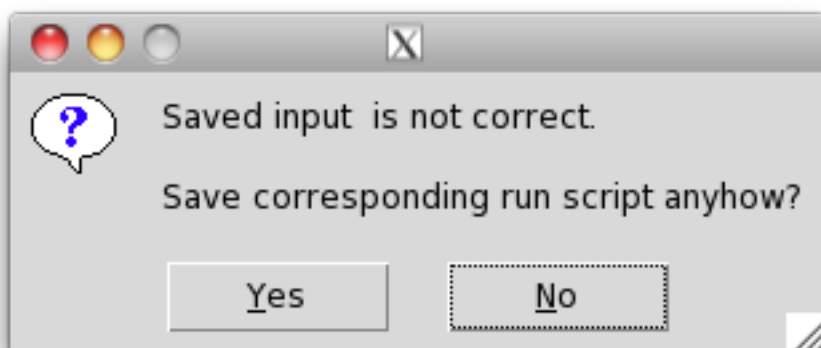 X
?
Saved input  is not correct.
Save corresponding run script anyhow?
Yes
No